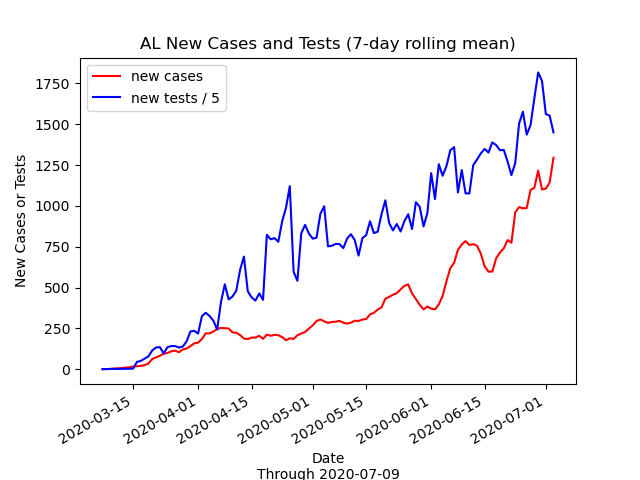 AL New Cases and Tests (7-day rolling mean)
new cases
new tests / 5
1750
1500
1250
1000
750
500
250
0
New Cases or Tests
2020-03-15
2020-04-01
2020-04-15
2020-05-01
2020-05-15
2020-06-01
2020-06-15
2020-07-01
Date
Through 2020-07-09